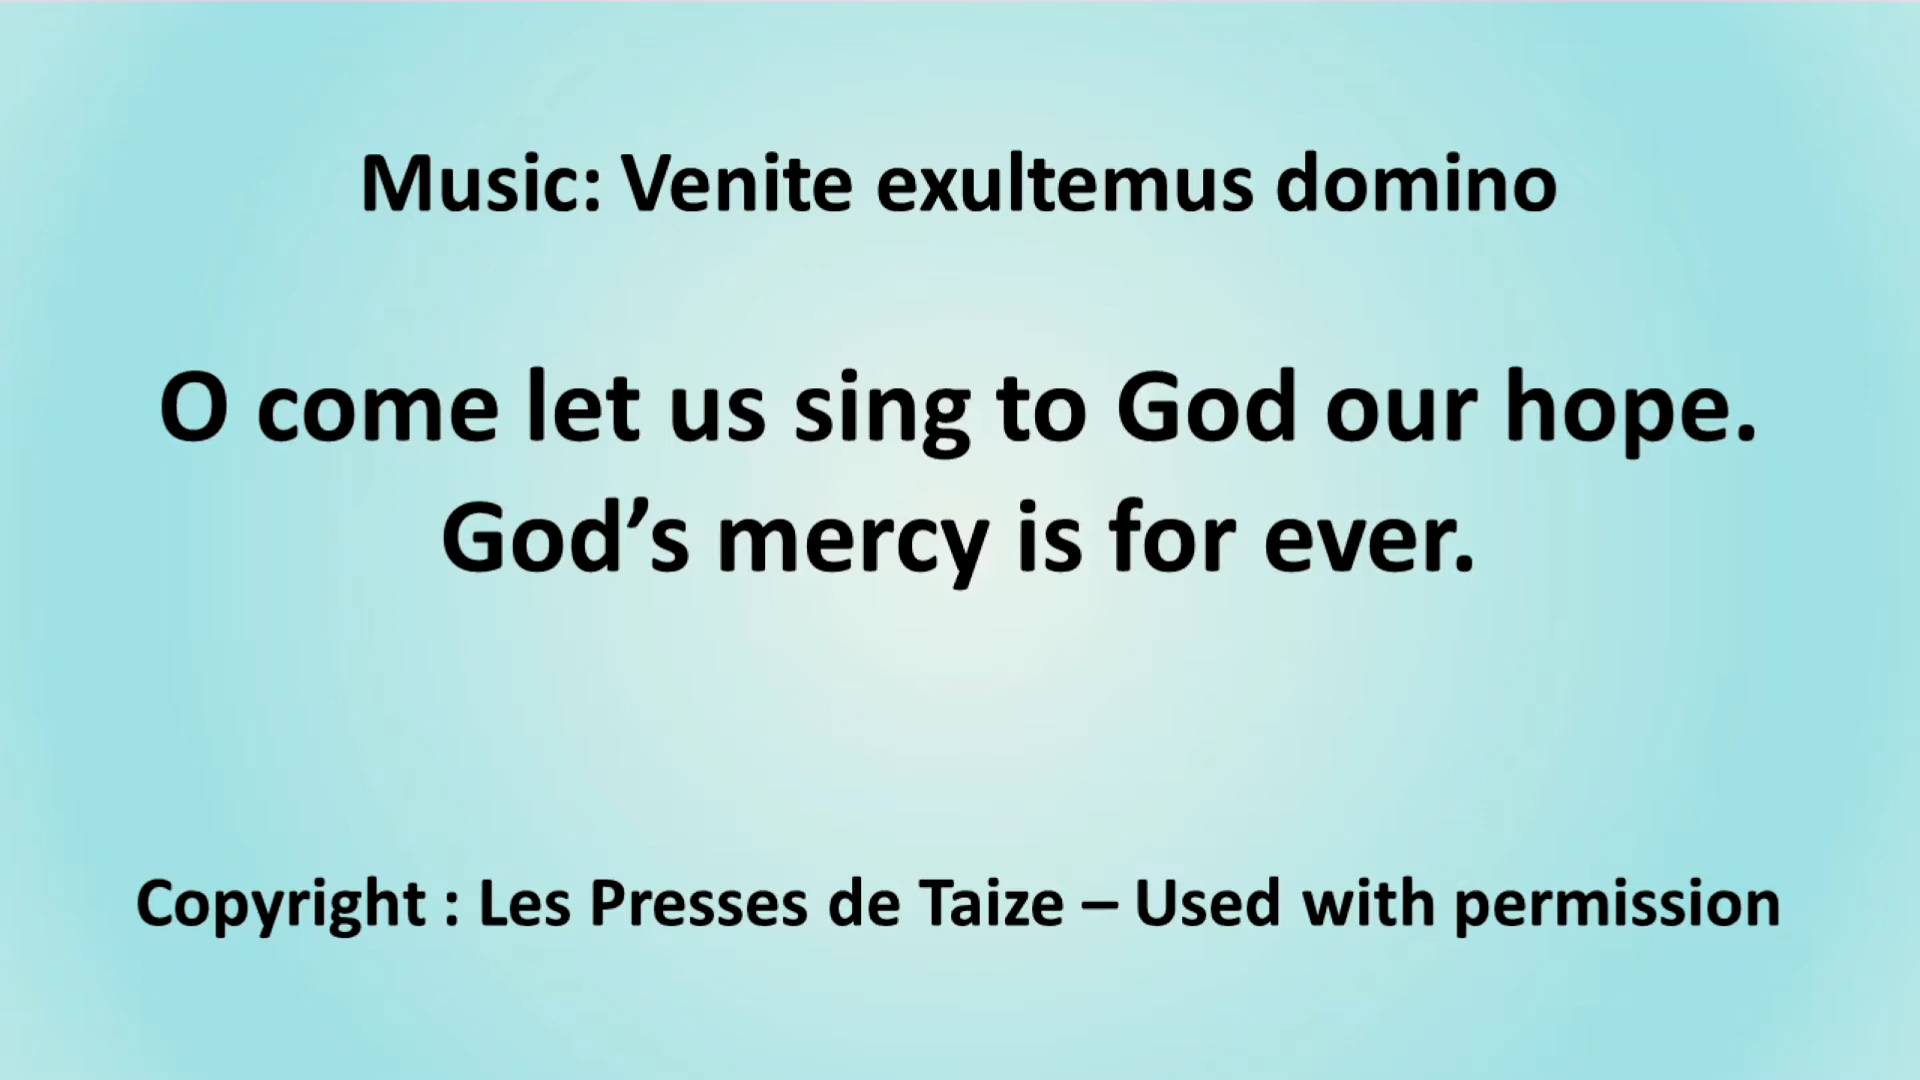 Music: Venite exultemus domino
O come let us sing to God our hope.
God’s mercy is for ever.
Copyright : Les Presses de Taize – Used with permission